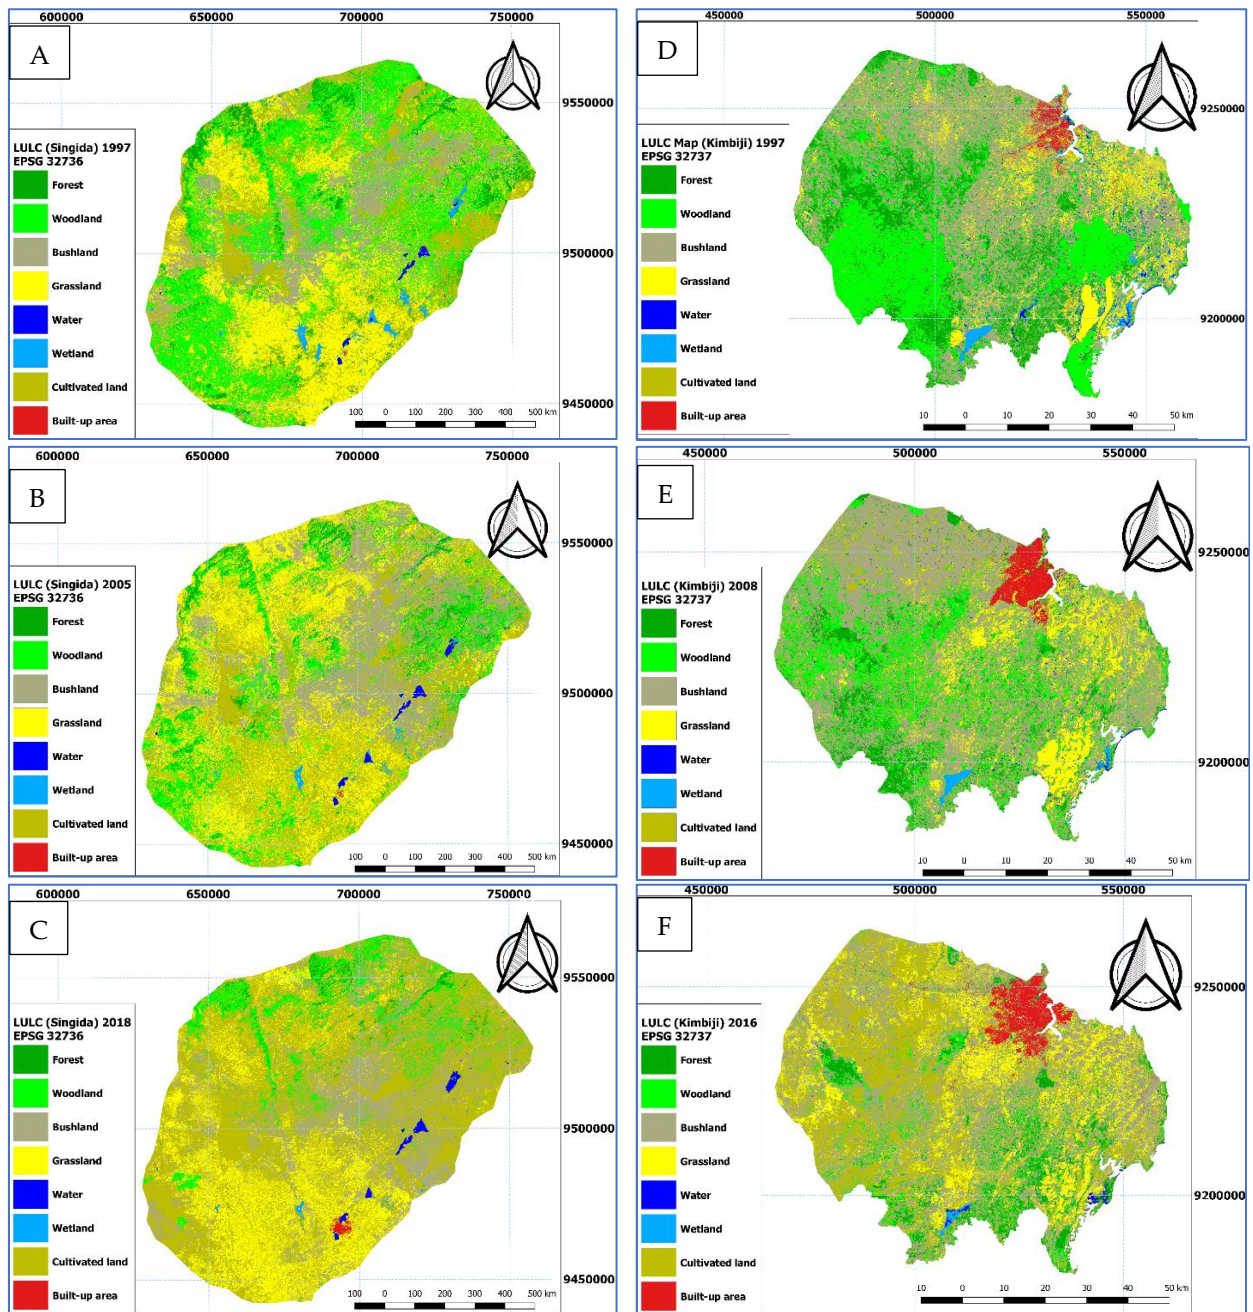 A
600000 650000 700000 750000
9550000
9500000
9450000
LULC (Singida) 1997
EPSG 32736
Forest
Woodland
Bushland
Grassland
Water
Wetland
Cultivated land
Built-up area
100 0 100 200 300 400 500 km
D
450000 500000 550000
9250000
9200000
LULC Map (Kimbiji) 1997
EPSG 32737
Forest
Woodland
Bushland
Grassland
Water
Wetland
Cultivated land
Built-up area
10 0 10 20 30 40 50 km
B
600000 650000 700000 750000
9550000
9500000
9450000
LULC (Singida) 2005
EPSG 32736
Forest
Woodland
Bushland
Grassland
Water
Wetland
Cultivated land
Built-up area
100 0 100 200 300 400 500 km
E
450000 500000 550000
9250000
9200000
LULC (Kimbiji) 2008
EPSG 32737
Forest
Woodland
Bushland
Grassland
Water
Wetland
Cultivated land
Built-up area
10 0 10 20 30 40 50 km
C
600000 650000 700000 750000
9550000
9500000
9450000
LULC (Singida) 2018
EPSG 32736
Forest
Woodland
Bushland
Grassland
Water
Wetland
Cultivated land
Built-up area
100 0 100 200 300 400 500 km
F
450000 500000 550000
9250000
9200000
LULC (Kimbiji) 2016
EPSG 32737
Forest
Woodland
Bushland
Grassland
Water
Wetland
Cultivated land
Built-up area
10 0 10 20 30 40 50 km